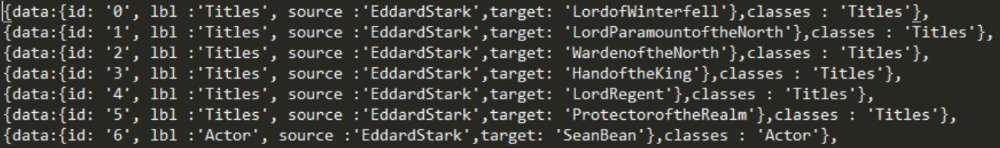 {data:{id: '0', lbl :'Titles', source :'EddardStark',target: 'LordofWinterfell'},classes : 'Titles'},
{data:{id: '1', lbl :'Titles', source :'EddardStark',target: 'LordParamountoftheNorth'},classes : 'Titles'},
{data:{id: '2', lbl :'Titles', source :'EddardStark',target: 'WardenoftheNorth'},classes : 'Titles'},
{data:{id: '3', lbl :'Titles', source :'EddardStark',target: 'HandoftheKing'},classes : 'Titles'},
{data:{id: '4', lbl :'Titles', source :'EddardStark',target: 'LordRegent'},classes : 'Titles'},
{data:{id: '5', lbl :'Titles', source :'EddardStark',target: 'ProtectoroftheRealm'},classes : 'Titles'},
{data:{id: '6', lbl :'Actor', source :'EddardStark',target: 'SeanBean'},classes : 'Actor'},